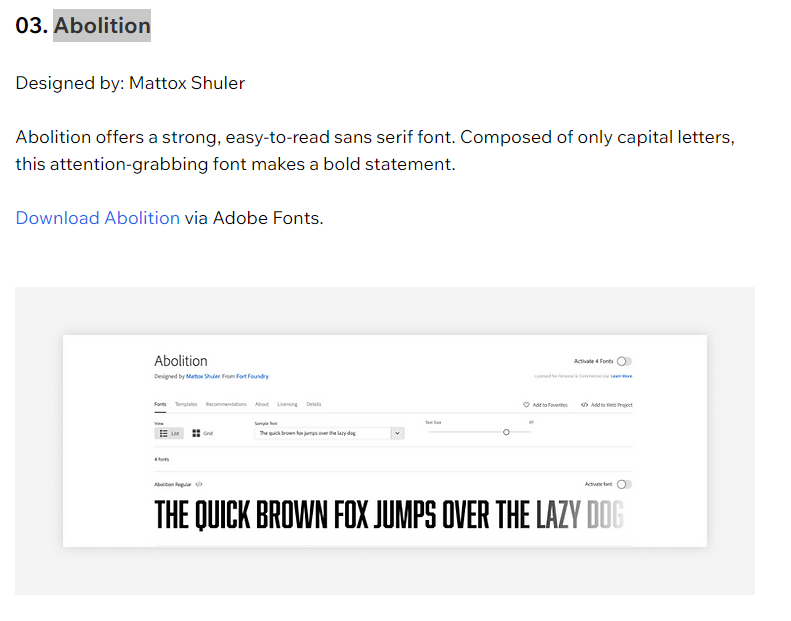 03. Abolition
Designed by: Mattox Shuler
Abolition offers a strong, easy-to-read sans serif font. Composed of only capital letters,
this attention-grabbing font makes a bold statement.
Download Abolition via Adobe Fonts.
Abolition
Activate 4 Fonts
Designed by Mattox Shuler. From Fort Foundry.
Licensed for Personal & Commercial Use. Learn More.
Fonts Templates Recommendations About Licensing Details
Add to Favorites </> Add to Web Project
View Sample Text Text Size 87
List Grid The quick brown fox jumps over the lazy dog
4 fonts
Abolition Regular </> Activate font
THE QUICK BROWN FOX JUMPS OVER THE LAZY DOG